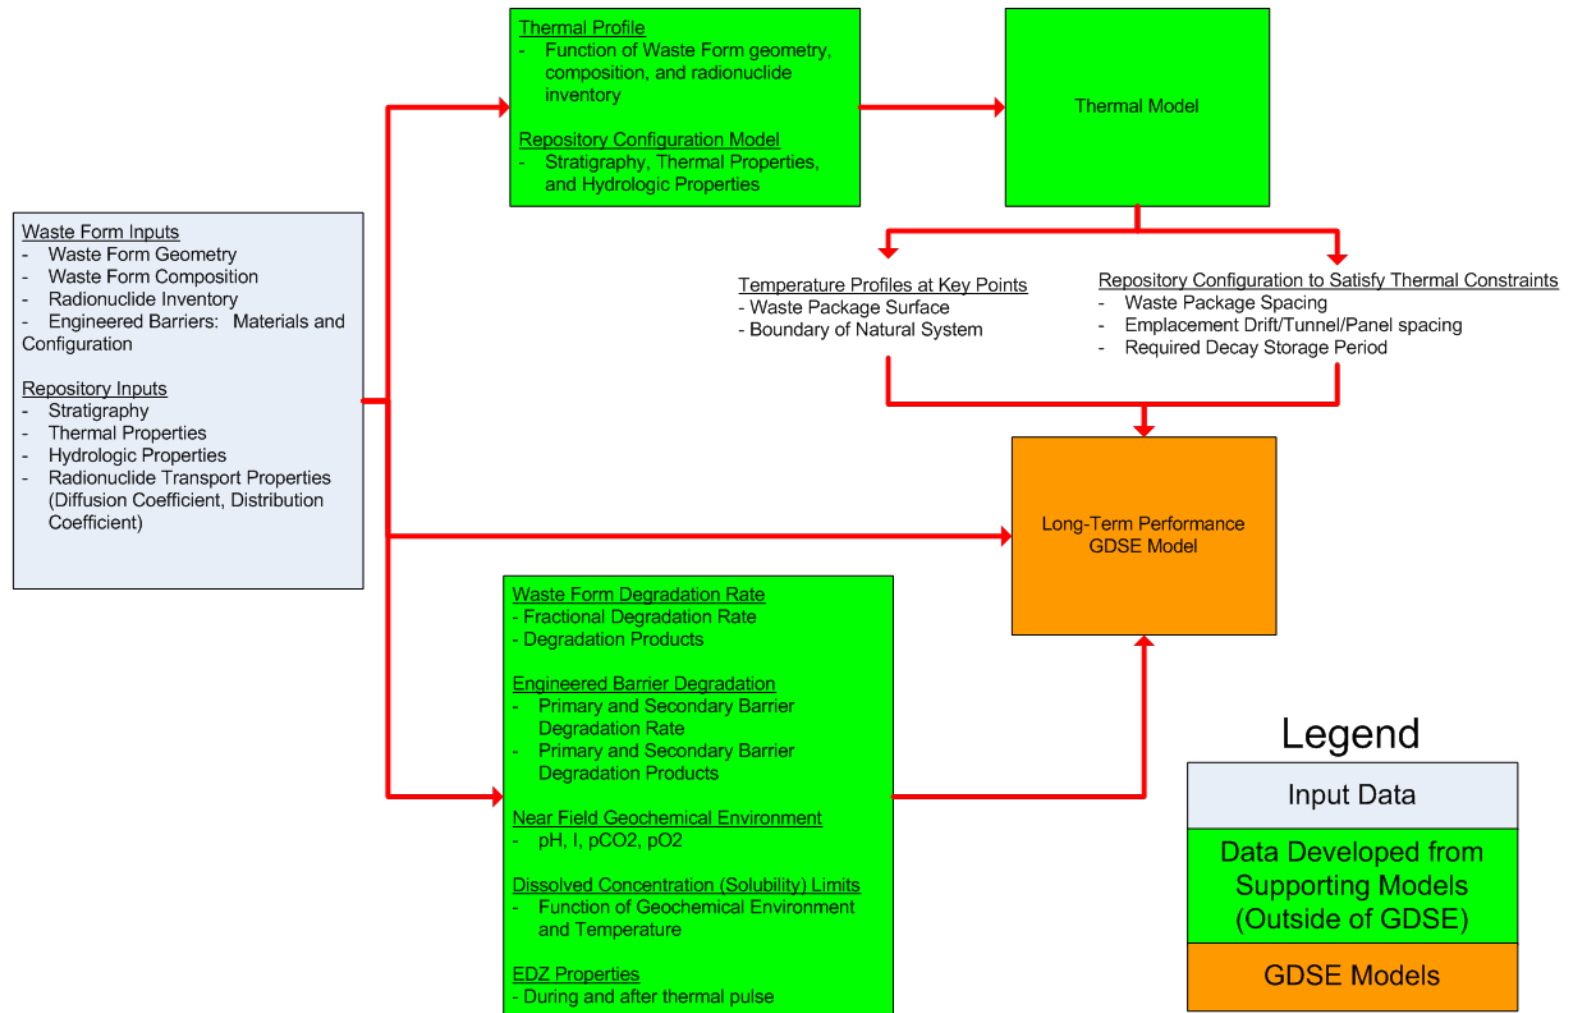 Thermal Profile
- Function of Waste Form geometry,
composition, and radionuclide
inventory
Repository Configuration Model
- Stratigraphy, Thermal Properties,
and Hydrologic Properties
Thermal Model
Waste Form Inputs
- Waste Form Geometry
- Waste Form Composition
- Radionuclide Inventory
- Engineered Barriers: Materials and
Configuration
Repository Inputs
- Stratigraphy
- Thermal Properties
- Hydrologic Properties
- Radionuclide Transport Properties
(Diffusion Coefficient, Distribution
Coefficient)
Temperature Profiles at Key Points
- Waste Package Surface
- Boundary of Natural System
Repository Configuration to Satisfy Thermal Constraints
- Waste Package Spacing
- Emplacement Drift/Tunnel/Panel spacing
- Required Decay Storage Period
Long-Term Performance
GDSE Model
Waste Form Degradation Rate
- Fractional Degradation Rate
- Degradation Products
Engineered Barrier Degradation
- Primary and Secondary Barrier
Degradation Rate
- Primary and Secondary Barrier
Degradation Products
Near Field Geochemical Environment
- pH, I, pCO2, pO2
Dissolved Concentration (Solubility) Limits
- Function of Geochemical Environment
and Temperature
EDZ Properties
- During and after thermal pulse
Legend
Input Data
Data Developed from
Supporting Models
(Outside of GDSE)
GDSE Models